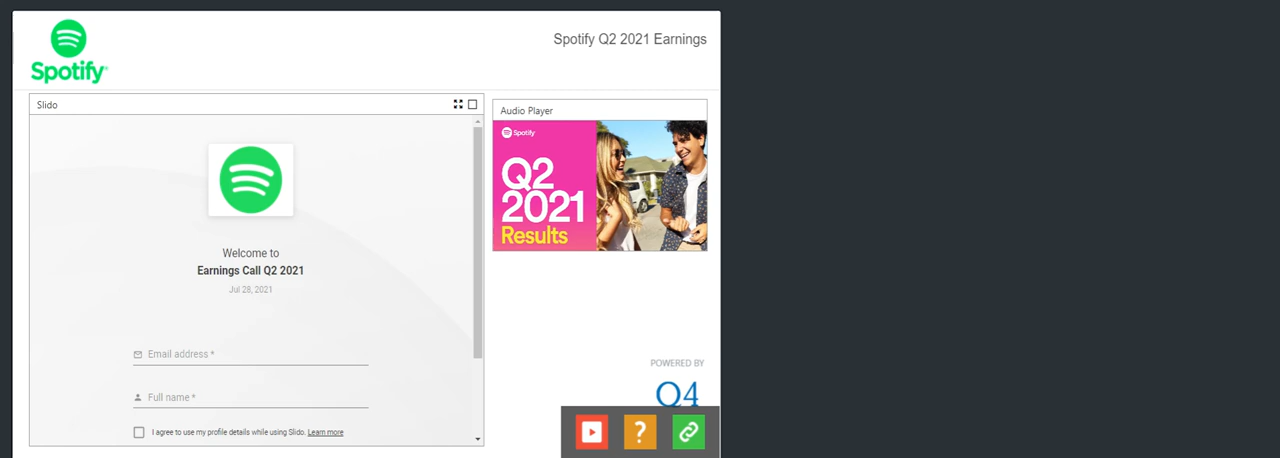 Spotify
Spotify Q2 2021 Earnings
Slido
Welcome to
Earnings Call Q2 2021
Jul 28, 2021
Email address *
Full name *
I agree to use my profile details while using Slido. Learn more
Audio Player
Spotify
Q2
2021
Results
POWERED BY
Q4
?